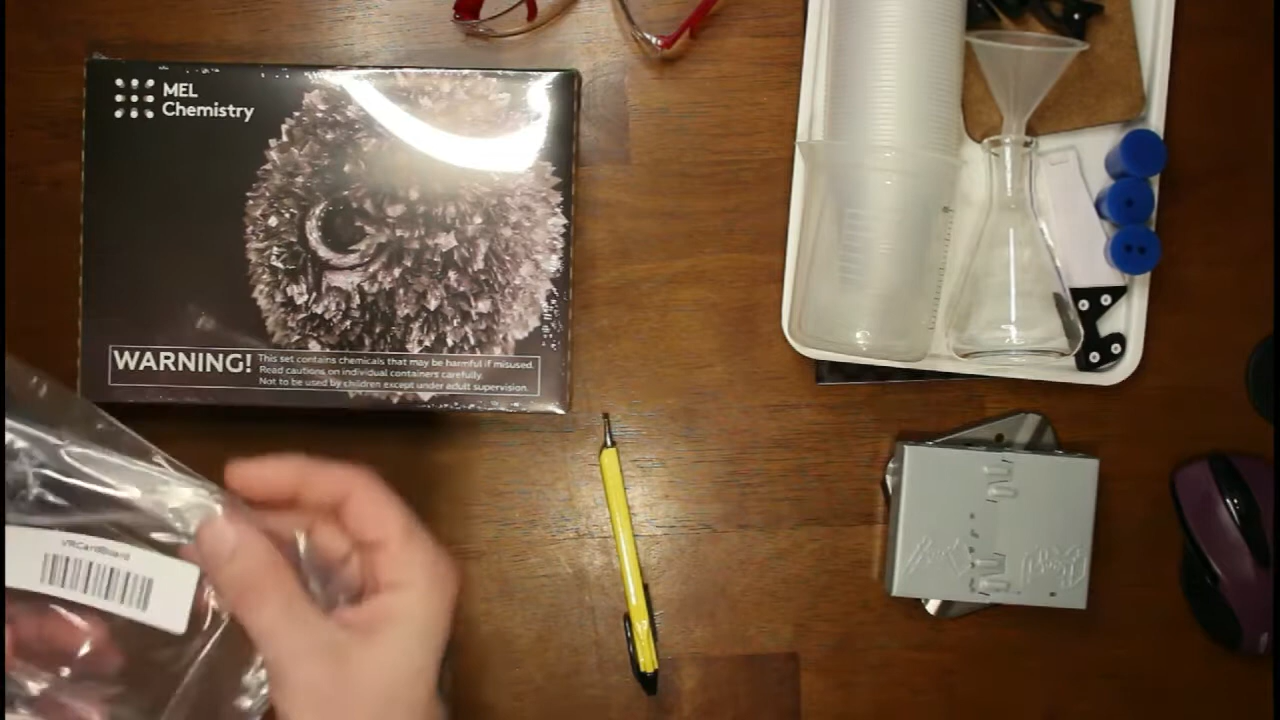 MEL
Chemistry
WARNING!
This set contains chemicals that may be harmful if misused.
Read cautions on individual containers carefully.
Not to be used by children except under adult supervision.
VRCardBoard